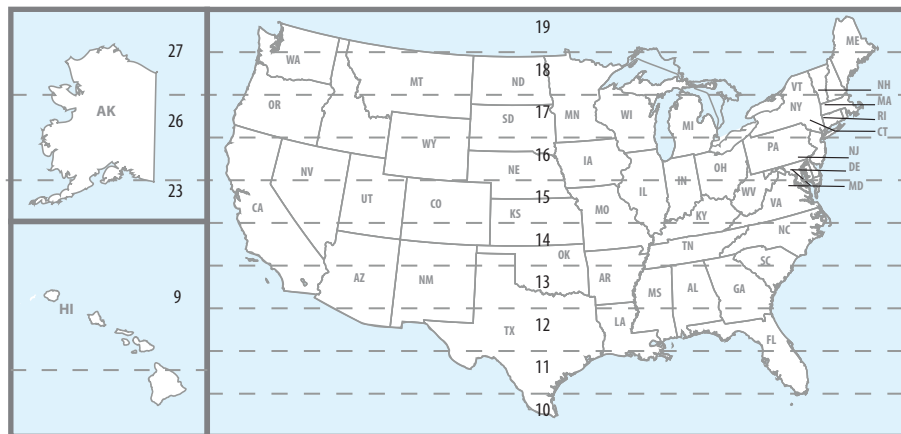 27
AK
26
23
HI
9
19
WA
ME
MT
ND
18
VT
NH
OR
MN
WI
NY
MA
SD
17
RI
MI
CT
WY
PA
NJ
IA
16
NE
OH
DE
NV
IL
IN
MD
UT
CO
15
WV
CA
KS
MO
VA
KY
NC
14
TN
OK
SC
AZ
NM
13
AR
MS
AL
GA
12
LA
TX
FL
11
10